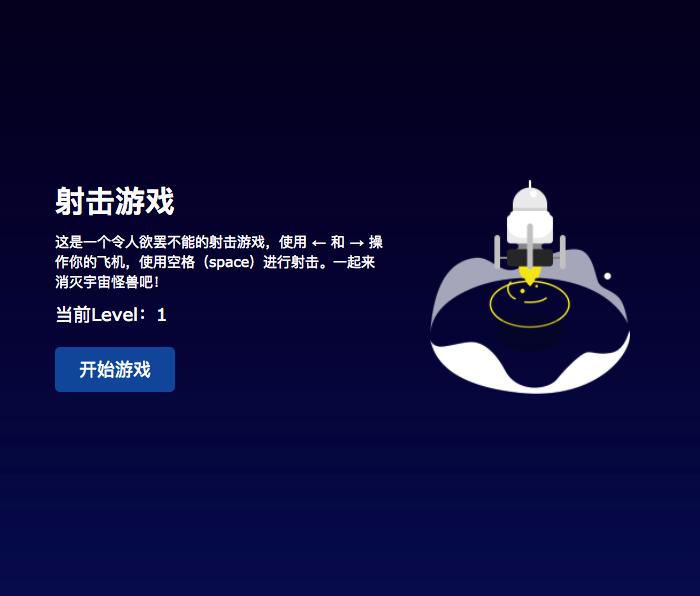 射击游戏
这是一个令人欲罢不能的射击游戏，使用 ← 和 → 操
作你的飞机，使用空格（space）进行射击。一起来
消灭宇宙怪兽吧！
当前Level：1
开始游戏